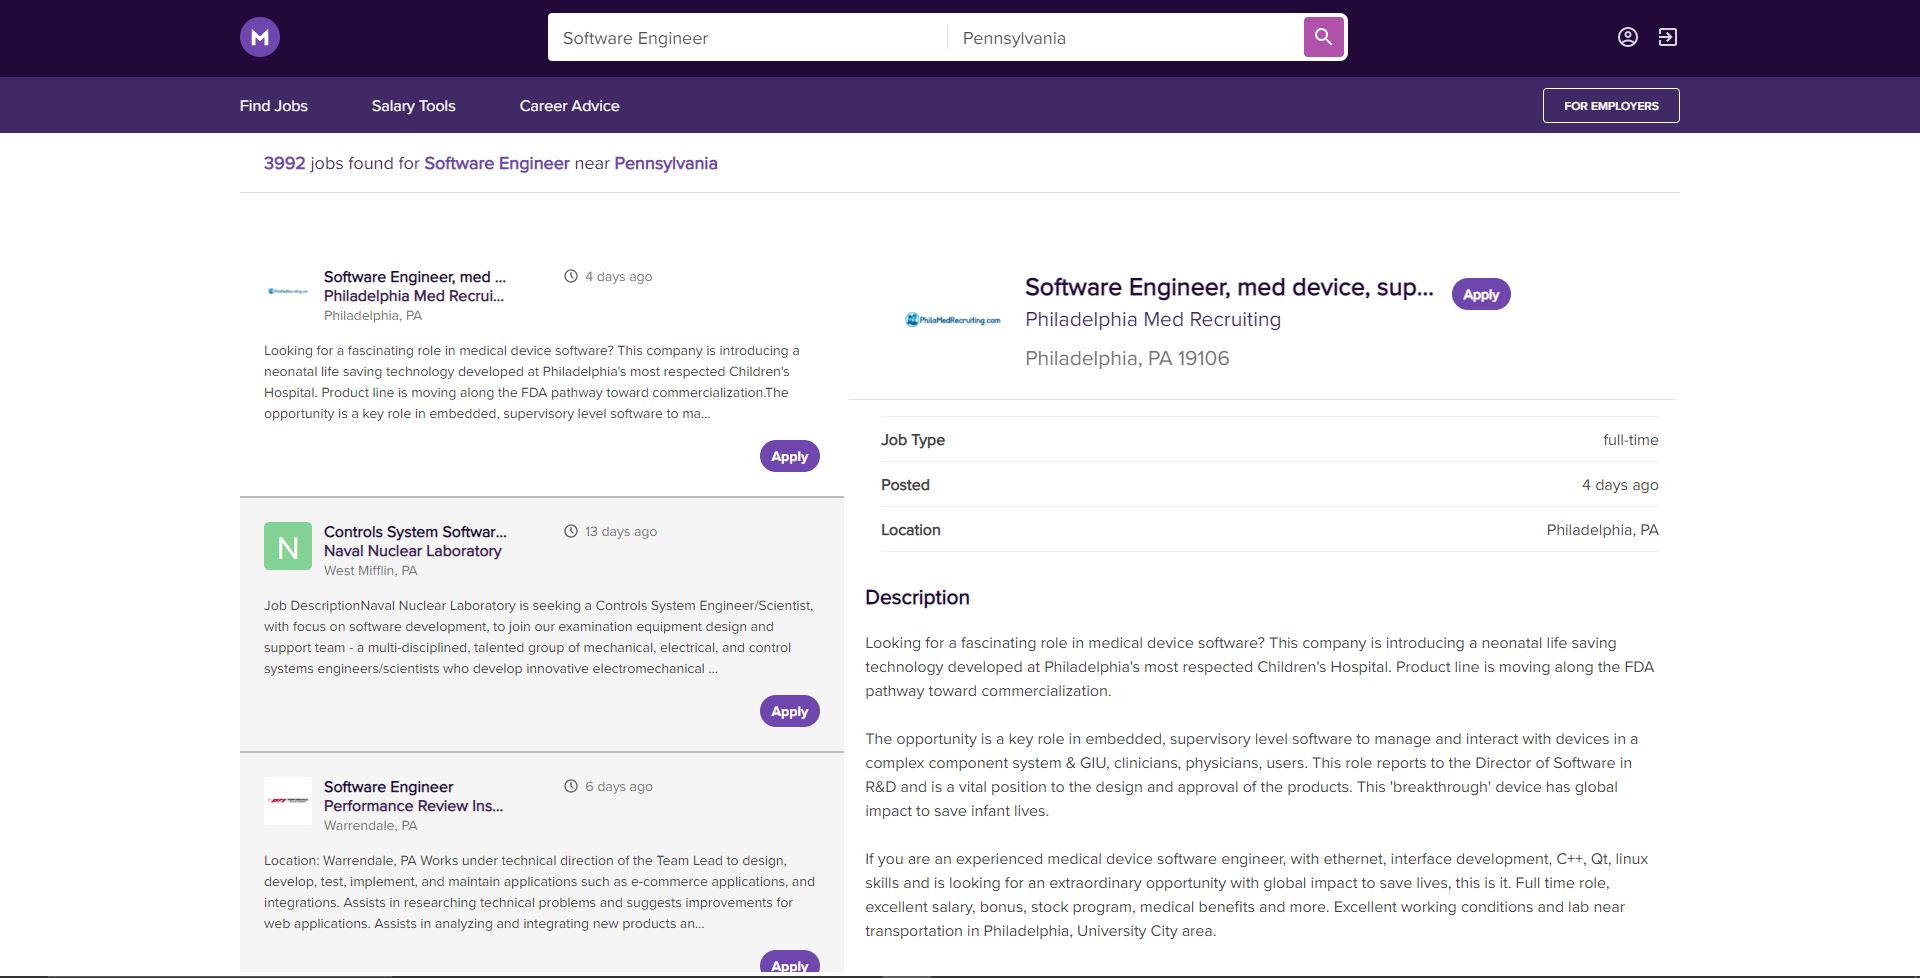 M
Software Engineer
Pennsylvania
Find Jobs
Salary Tools
Career Advice
FOR EMPLOYERS
3992 jobs found for Software Engineer near Pennsylvania
Software Engineer, med ...
4 days ago
Philadelphia Med Recrui...
Philadelphia, PA
Looking for a fascinating role in medical device software? This company is introducing a
neonatal life saving technology developed at Philadelphia's most respected Children's
Hospital. Product line is moving along the FDA pathway toward commercialization.The
opportunity is a key role in embedded, supervisory level software to ma...
Apply
N
Controls System Softwar...
13 days ago
Naval Nuclear Laboratory
West Mifflin, PA
Job DescriptionNaval Nuclear Laboratory is seeking a Controls System Engineer/Scientist,
with focus on software development, to join our examination equipment design and
support team - a multi-disciplined, talented group of mechanical, electrical, and control
systems engineers/scientists who develop innovative electromechanical ...
Apply
Software Engineer
6 days ago
Performance Review Ins...
Warrendale, PA
Location: Warrendale, PA Works under technical direction of the Team Lead to design,
develop, test, implement, and maintain applications such as e-commerce applications, and
integrations. Assists in researching technical problems and suggests improvements for
web applications. Assists in analyzing and integrating new products an...
Apply
PhilaMedRecruiting.com
Software Engineer, med device, sup...
Apply
Philadelphia Med Recruiting
Philadelphia, PA 19106
Job Type
full-time
Posted
4 days ago
Location
Philadelphia, PA
Description
Looking for a fascinating role in medical device software? This company is introducing a neonatal life saving
technology developed at Philadelphia's most respected Children's Hospital. Product line is moving along the FDA
pathway toward commercialization.
The opportunity is a key role in embedded, supervisory level software to manage and interact with devices in a
complex component system & GIU, clinicians, physicians, users. This role reports to the Director of Software in
R&D and is a vital position to the design and approval of the products. This 'breakthrough' device has global
impact to save infant lives.
If you are an experienced medical device software engineer, with ethernet, interface development, C++, Qt, linux
skills and is looking for an extraordinary opportunity with global impact to save lives, this is it. Full time role,
excellent salary, bonus, stock program, medical benefits and more. Excellent working conditions and lab near
transportation in Philadelphia, University City area.